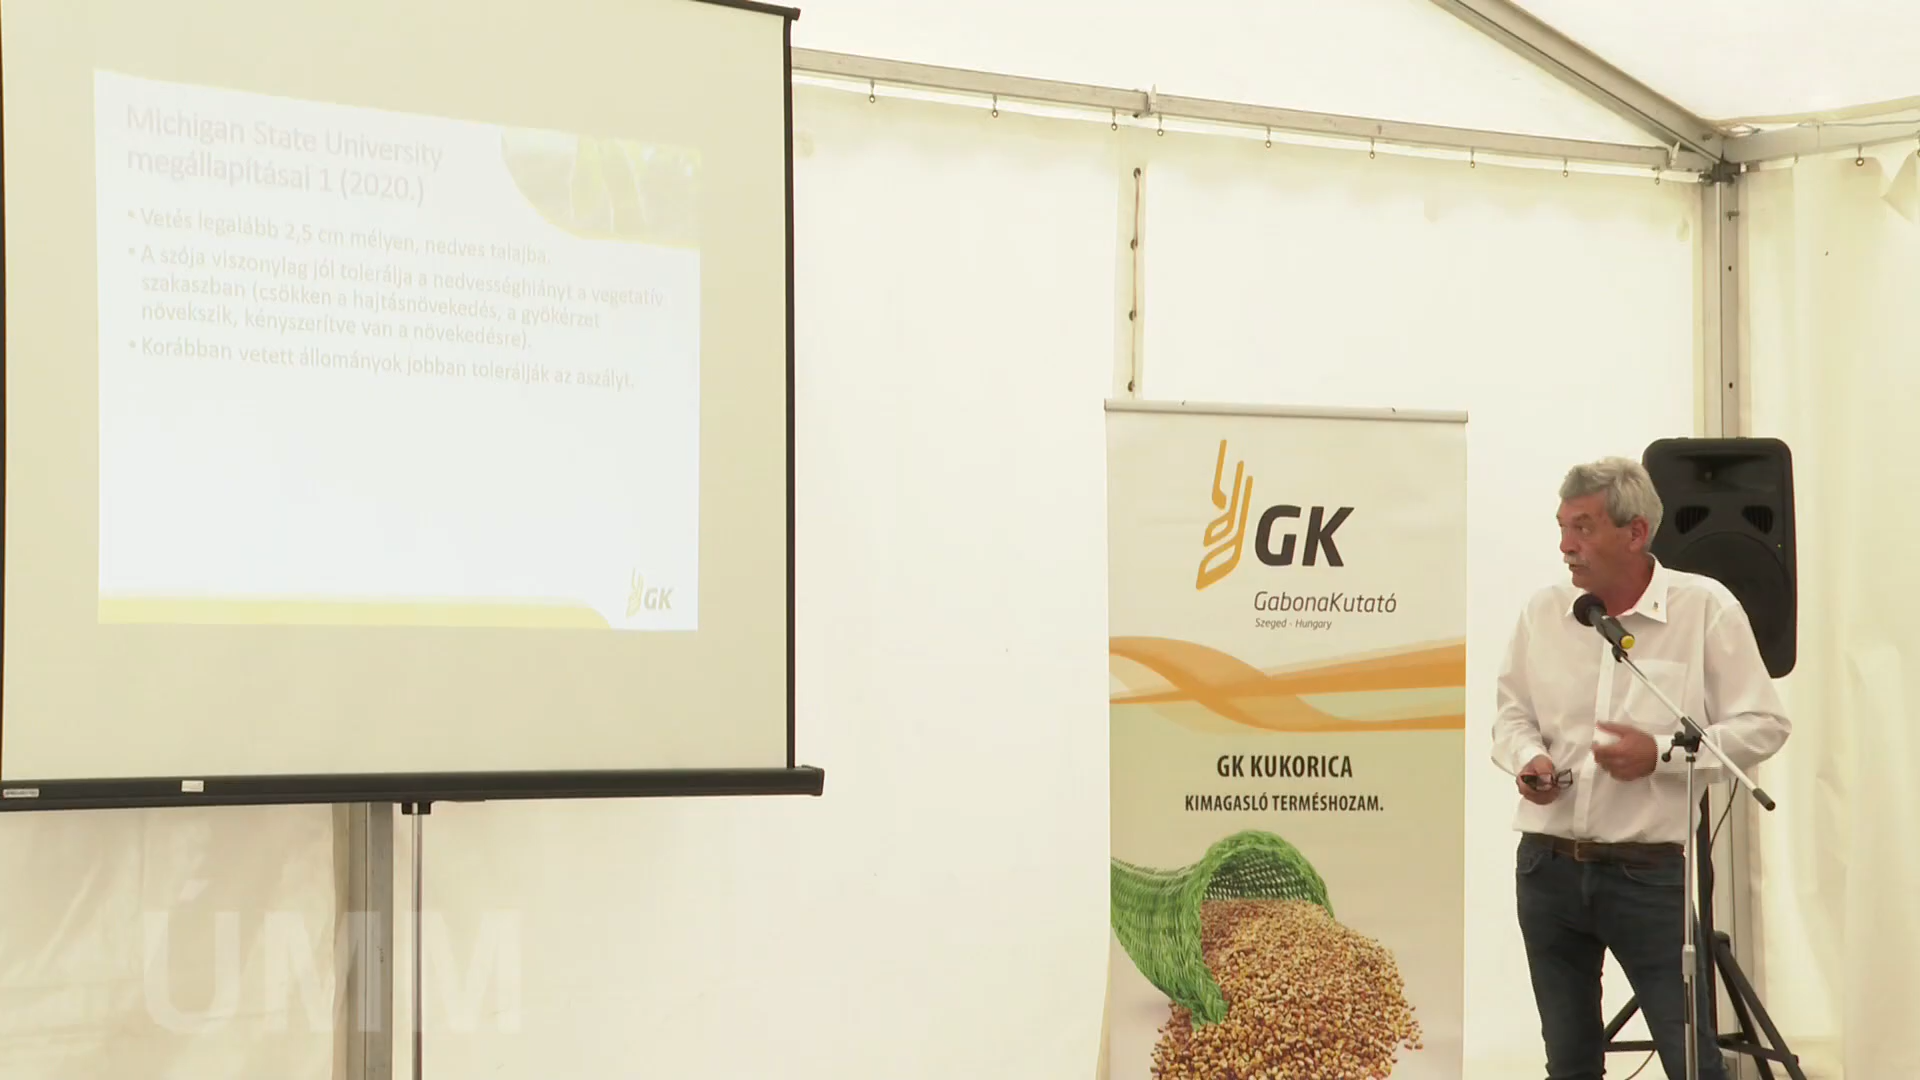 Michigan State University
megállapításai 1 (2020.)
• Vetés legalább 2,5 cm mélyen, nedves talajba.
• A szója viszonylag jól tolerálja a nedvességhiányt a vegetatív
szakaszban (csökken a hajtásnövekedés, a gyökérzet
növekszik, kényszerítve van a növekedésre).
• Korábban vetett állományok jobban tolerálják az aszályt.
GK
GK
GabonaKutató
Szeged - Hungary
GK KUKORICA
KIMAGASLÓ TERMÉSHOZAM.
ÚMM